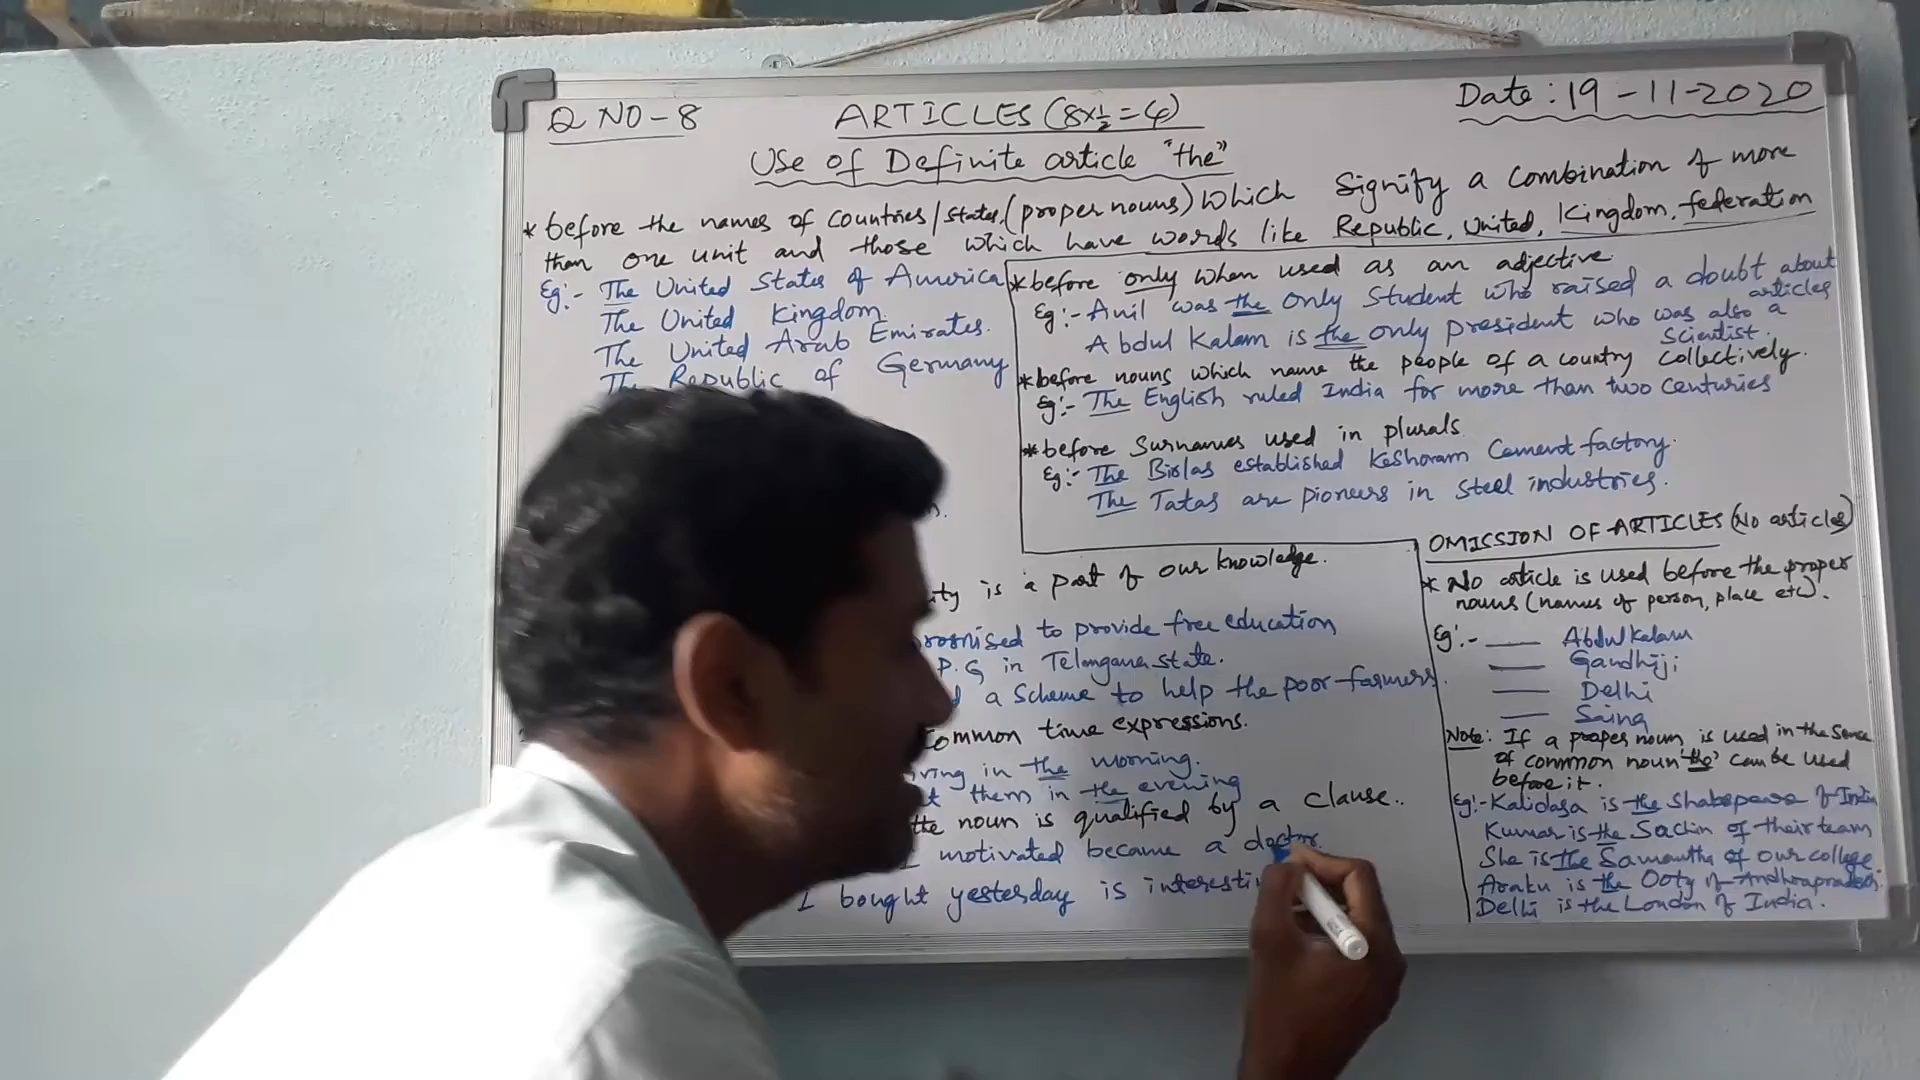 Q NO - 8
ARTICLES (8x½=4)
Date: 19-11-2020
Use of Definite article "the"
* before the names of countries/states (proper nouns) which signify a combination of more
than one unit and those which have words like Republic, United, Kingdom, federation
Eg:- The United States of America
The United Kingdom
The United Arab Emirates.
The Republic of Germany
* before only when used as an adjective
Eg:- Anil was the only student who raised a doubt about articles
Abdul Kalam is the only president who was also a scientist.
* before nouns which name the people of a country collectively.
Eg:- The English ruled India for more than two centuries
* before Surnames used in plurals
Eg:- The Birlas established Keshoram Cement factory.
The Tatas are pioneers in steel industries.
is a part of our knowledge.
to provide free education
P.G in Telangana state.
a scheme to help the poor farmers.
Common time expressions.
in the morning.
them in the evening
the noun is qualified by a clause..
I motivated became a doctor.
I bought yesterday is
OMISSION OF ARTICLES (No articles)
* No article is used before the proper
nouns (names of person, place etc).
Eg:- ___ Abdul Kalam
___ Gandhiji
___ Delhi
___ Saina
Note: If a proper noun is used in the sense
of common noun 'the' can be used
before it.
Eg:- Kalidasa is the Shakespeare of India
Kumar is the Sachin of their team
She is the Samantha of our college
Araku is the Ooty of Andhrapradesh.
Delhi is the London of India.